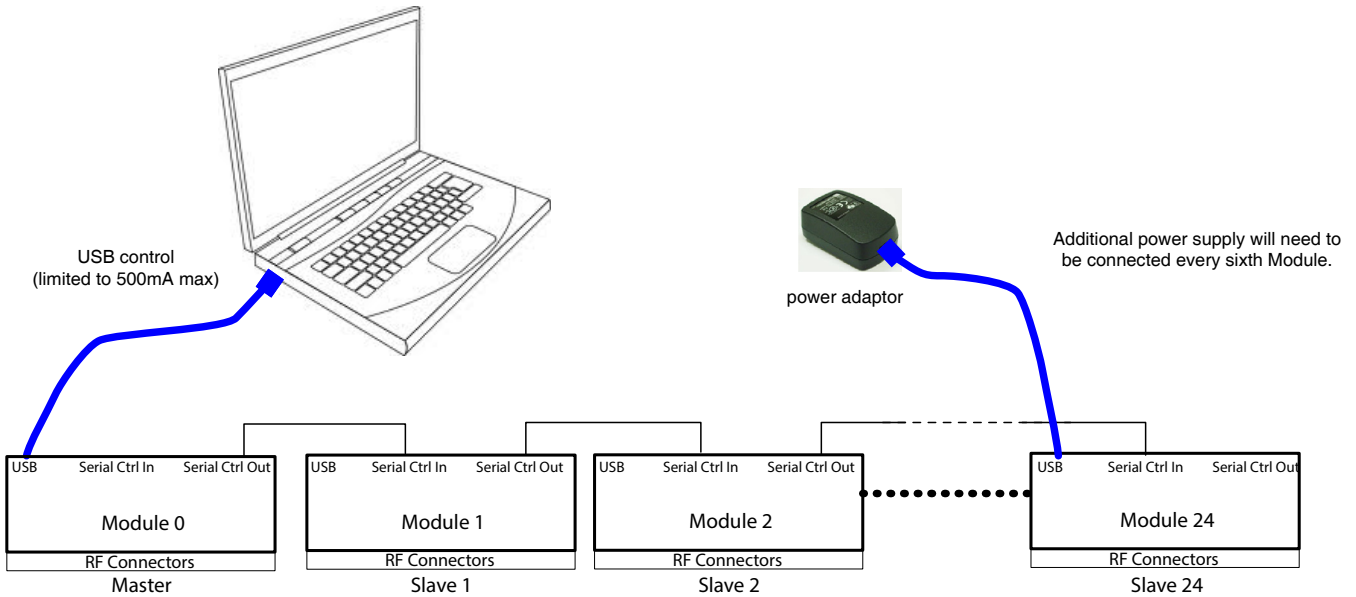 USB control
(limited to 500mA max)
power adaptor
Additional power supply will need to
be connected every sixth Module.
USB Serial Ctrl In Serial Ctrl Out
Module 0
RF Connectors
Master
USB Serial Ctrl In Serial Ctrl Out
Module 1
RF Connectors
Slave 1
USB Serial Ctrl In Serial Ctrl Out
Module 2
RF Connectors
Slave 2
USB Serial Ctrl In Serial Ctrl Out
Module 24
RF Connectors
Slave 24